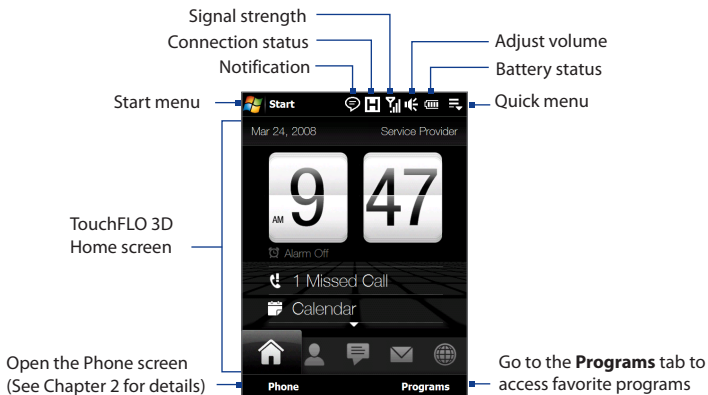 Signal strength
Connection status
Adjust volume
Notification
Battery status
Start menu
Start
H
Quick menu
Mar 24, 2008
Service Provider
AM
9
47
TouchFLO 3D
Home screen
Alarm Off
1 Missed Call
Calendar
Open the Phone screen
(See Chapter 2 for details)
Phone
Programs
Go to the Programs tab to
access favorite programs